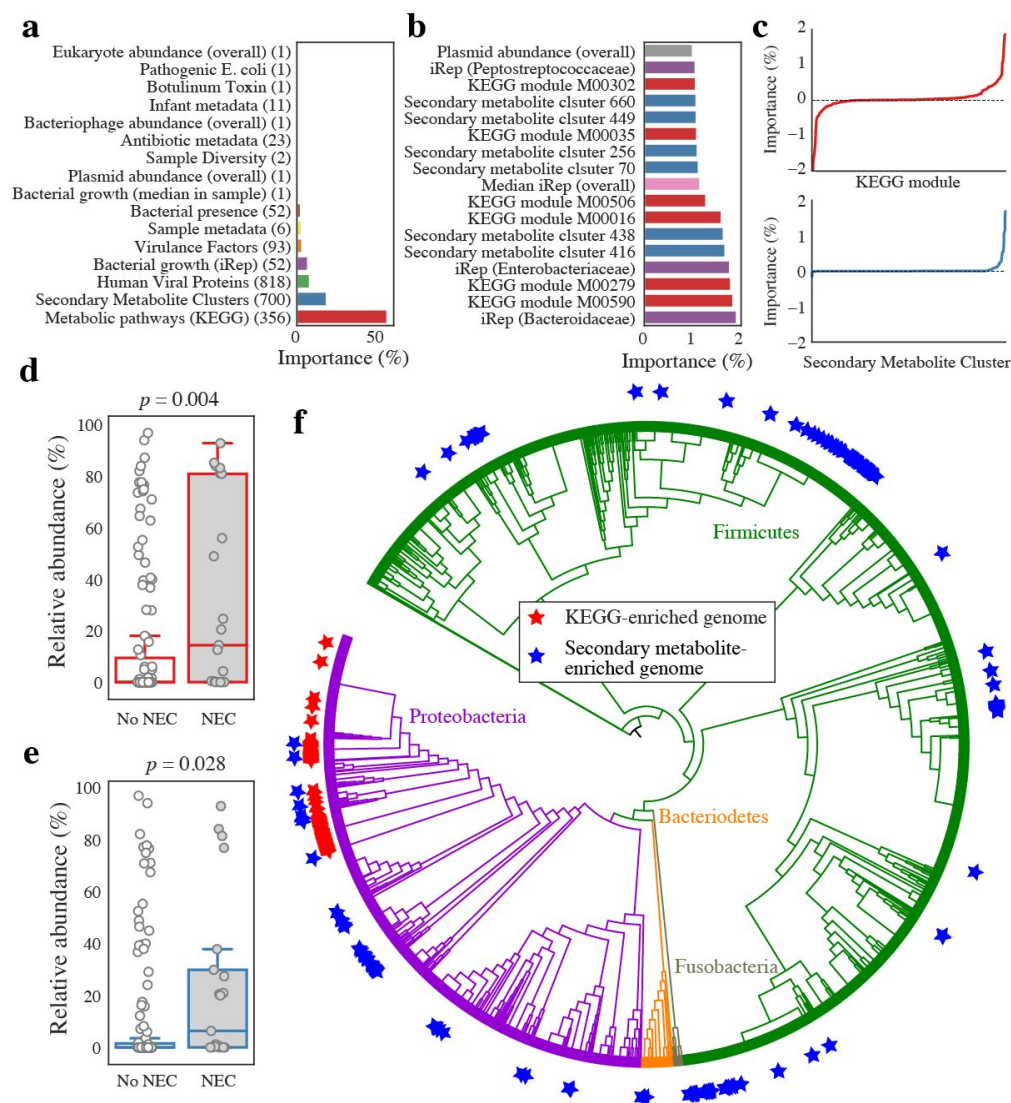 a
Eukaryote abundance (overall) (1)
Pathogenic E. coli (1)
Botulinum Toxin (1)
Infant metadata (11)
Bacteriophage abundance (overall) (1)
Antibiotic metadata (23)
Sample Diversity (2)
Plasmid abundance (overall) (1)
Bacterial growth (median in sample) (1)
Bacterial presence (52)
Sample metadata (6)
Virulance Factors (93)
Bacterial growth (iRep) (52)
Human Viral Proteins (818)
Secondary Metabolite Clusters (700)
Metabolic pathways (KEGG) (356)
0
50
Importance (%)
b
Plasmid abundance (overall)
iRep (Peptostreptococcaceae)
KEGG module M00302
Secondary metabolite clsuter 660
Secondary metabolite clsuter 449
KEGG module M00035
Secondary metabolite clsuter 256
Secondary metabolite clsuter 70
Median iRep (overall)
KEGG module M00506
KEGG module M00016
Secondary metabolite clsuter 438
Secondary metabolite clsuter 416
iRep (Enterobacteriaceae)
KEGG module M00279
KEGG module M00590
iRep (Bacteroidaceae)
0 1 2
Importance (%)
c
Importance (%)
2
1
0
−1
2
KEGG module
Importance (%)
2
1
0
−1
−2
Secondary Metabolite Cluster
d
p = 0.004
Relative abundance (%)
100
80
60
40
20
0
No NEC NEC
e
p = 0.028
Relative abundance (%)
100
80
60
40
20
0
No NEC NEC
f
Firmicutes
KEGG-enriched genome
Secondary metabolite-
enriched genome
Proteobacteria
Bacteriodetes
Fusobacteria